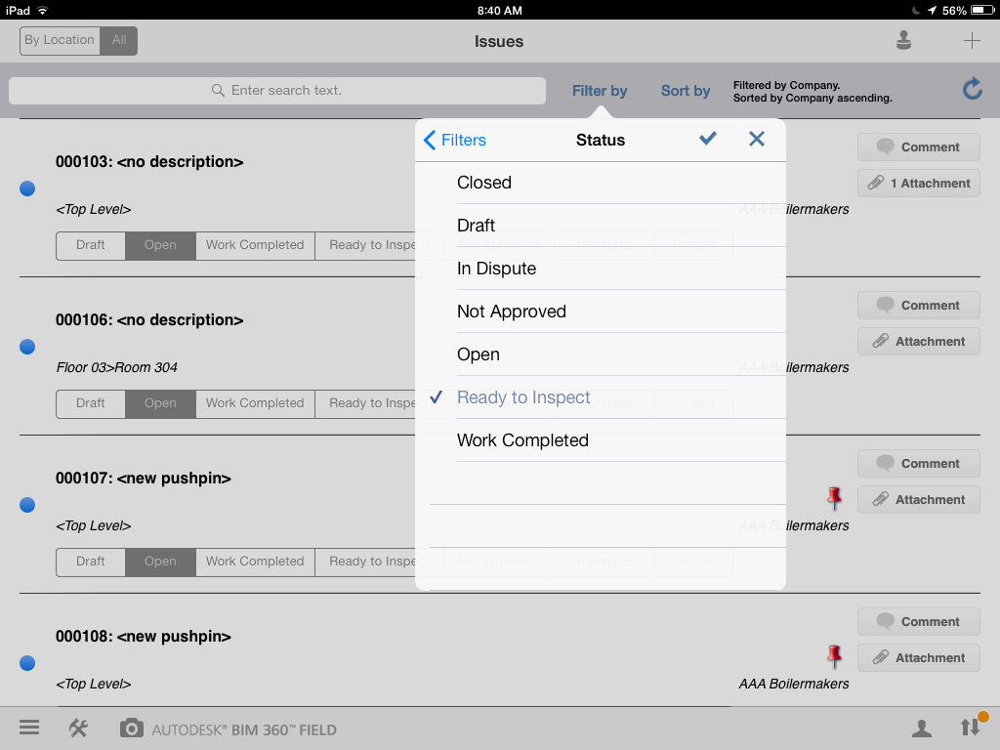 iPad 8:40 AM 56%
By Location All Issues
Enter search text. Filter by Sort by Filtered by Company.
Sorted by Company ascending.
Filters Status
Closed
Draft
In Dispute
Not Approved
Open
✓ Ready to Inspect
Work Completed
000103: <no description>
Comment
1 Attachment
<Top Level> AAA Boilermakers
Draft Open Work Completed Ready to Inspect
000106: <no description>
Comment
Attachment
Floor 03>Room 304 AAA Boilermakers
Draft Open Work Completed Ready to Inspect
000107: <new pushpin>
Comment
Attachment
<Top Level> AAA Boilermakers
Draft Open Work Completed Ready to Inspect Not Approved
000108: <new pushpin>
Comment
Attachment
<Top Level> AAA Boilermakers
AUTODESK® BIM 360™ FIELD